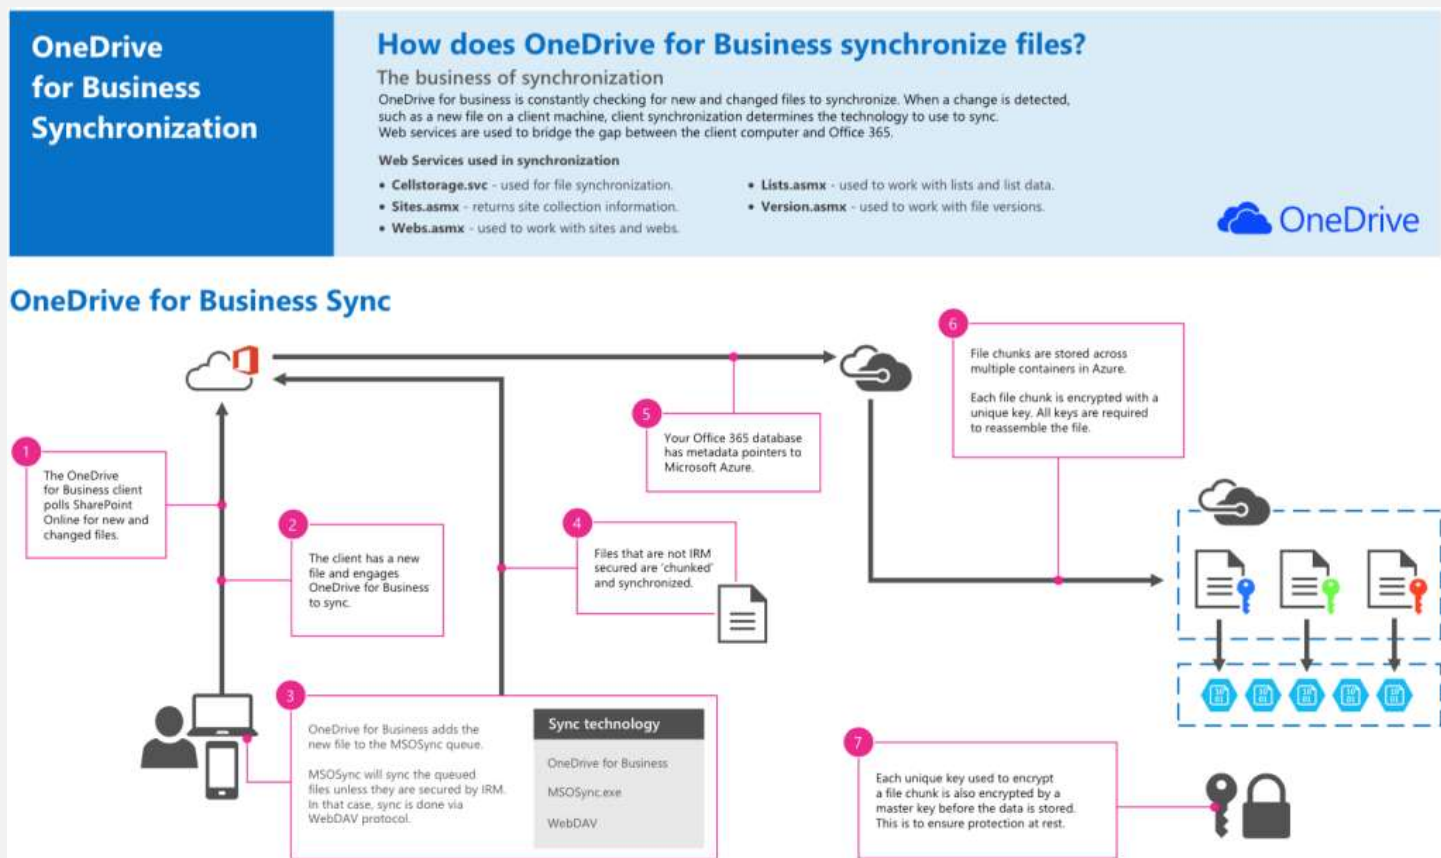 OneDrive
for Business
Synchronization
How does OneDrive for Business synchronize files?
The business of synchronization
OneDrive for business is constantly checking for new and changed files to synchronize. When a change is detected,
such as a new file on a client machine, client synchronization determines the technology to use to sync.
Web services are used to bridge the gap between the client computer and Office 365.
Web Services used in synchronization
• Cellstorage.svc - used for file synchronization.
• Sites.asmx - returns site collection information.
• Webs.asmx - used to work with sites and webs.
• Lists.asmx - used to work with lists and list data.
• Version.asmx - used to work with file versions.
OneDrive
OneDrive for Business Sync
1
The OneDrive
for Business client
polls SharePoint
Online for new and
changed files.
2
The client has a new
file and engages
OneDrive for Business
to sync.
3
OneDrive for Business adds the
new file to the MSOSync queue.
MSOSync will sync the queued
files unless they are secured by IRM.
In that case, sync is done via
WebDAV protocol.
Sync technology
OneDrive for Business
MSOSync.exe
WebDAV
4
Files that are not IRM
secured are 'chunked'
and synchronized.
5
Your Office 365 database
has metadata pointers to
Microsoft Azure.
6
File chunks are stored across
multiple containers in Azure.
Each file chunk is encrypted with a
unique key. All keys are required
to reassemble the file.
10
01
10
01
10
01
10
01
10
01
7
Each unique key used to encrypt
a file chunk is also encrypted by a
master key before the data is stored.
This is to ensure protection at rest.